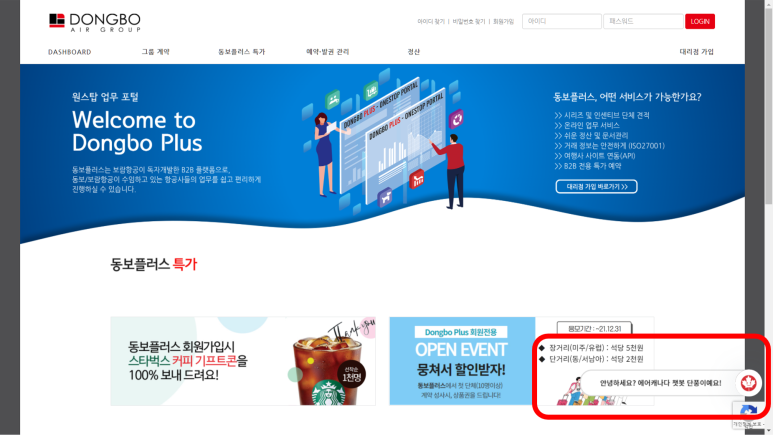 DONGBO
AIR GROUP
아이디 찾기 | 비밀번호 찾기 | 회원가입
아이디
패스워드
LOGIN
DASHBOARD
그룹 계약
동보플러스 특가
예약·발권 관리
정산
대리점 가입
원스탑 업무 포털
Welcome to
Dongbo Plus
동보플러스는 보람항공이 독자개발한 B2B 플랫폼으로,
동보/보람항공이 수임하고 있는 항공사들의 업무를 쉽고 편리하게
진행하실 수 있습니다.
DONGBO PLUS - ONESTOP PORTAL
DONGBO PLUS - ONESTOP PORTAL
동보플러스, 어떤 서비스가 가능한가요?
>> 시리즈 및 인센티브 단체 견적
>> 온라인 업무 서비스
>> 쉬운 정산 및 문서관리
>> 거래 정보는 안전하게 (ISO27001)
>> 여행사 사이트 연동(API)
>> B2B 전용 특가 예약
대리점 가입 바로가기 >>
동보플러스 특가
동보플러스 회원가입시
스타벅스 커피 기프트콘을
100% 보내 드려요!
선착순
1천명
Dongbo Plus 회원전용
OPEN EVENT
뭉쳐서 할인받자!
동보플러스에서 첫 단체(10명이상)
계약 성사시, 상품권을 드립니다!
응모기간 : ~21.12.31
◆ 장거리(미주/유럽) : 석당 5천원
◆ 단거리(동/서남아) : 석당 2천원
안녕하세요? 에어캐나다 챗봇 단풍이예요!